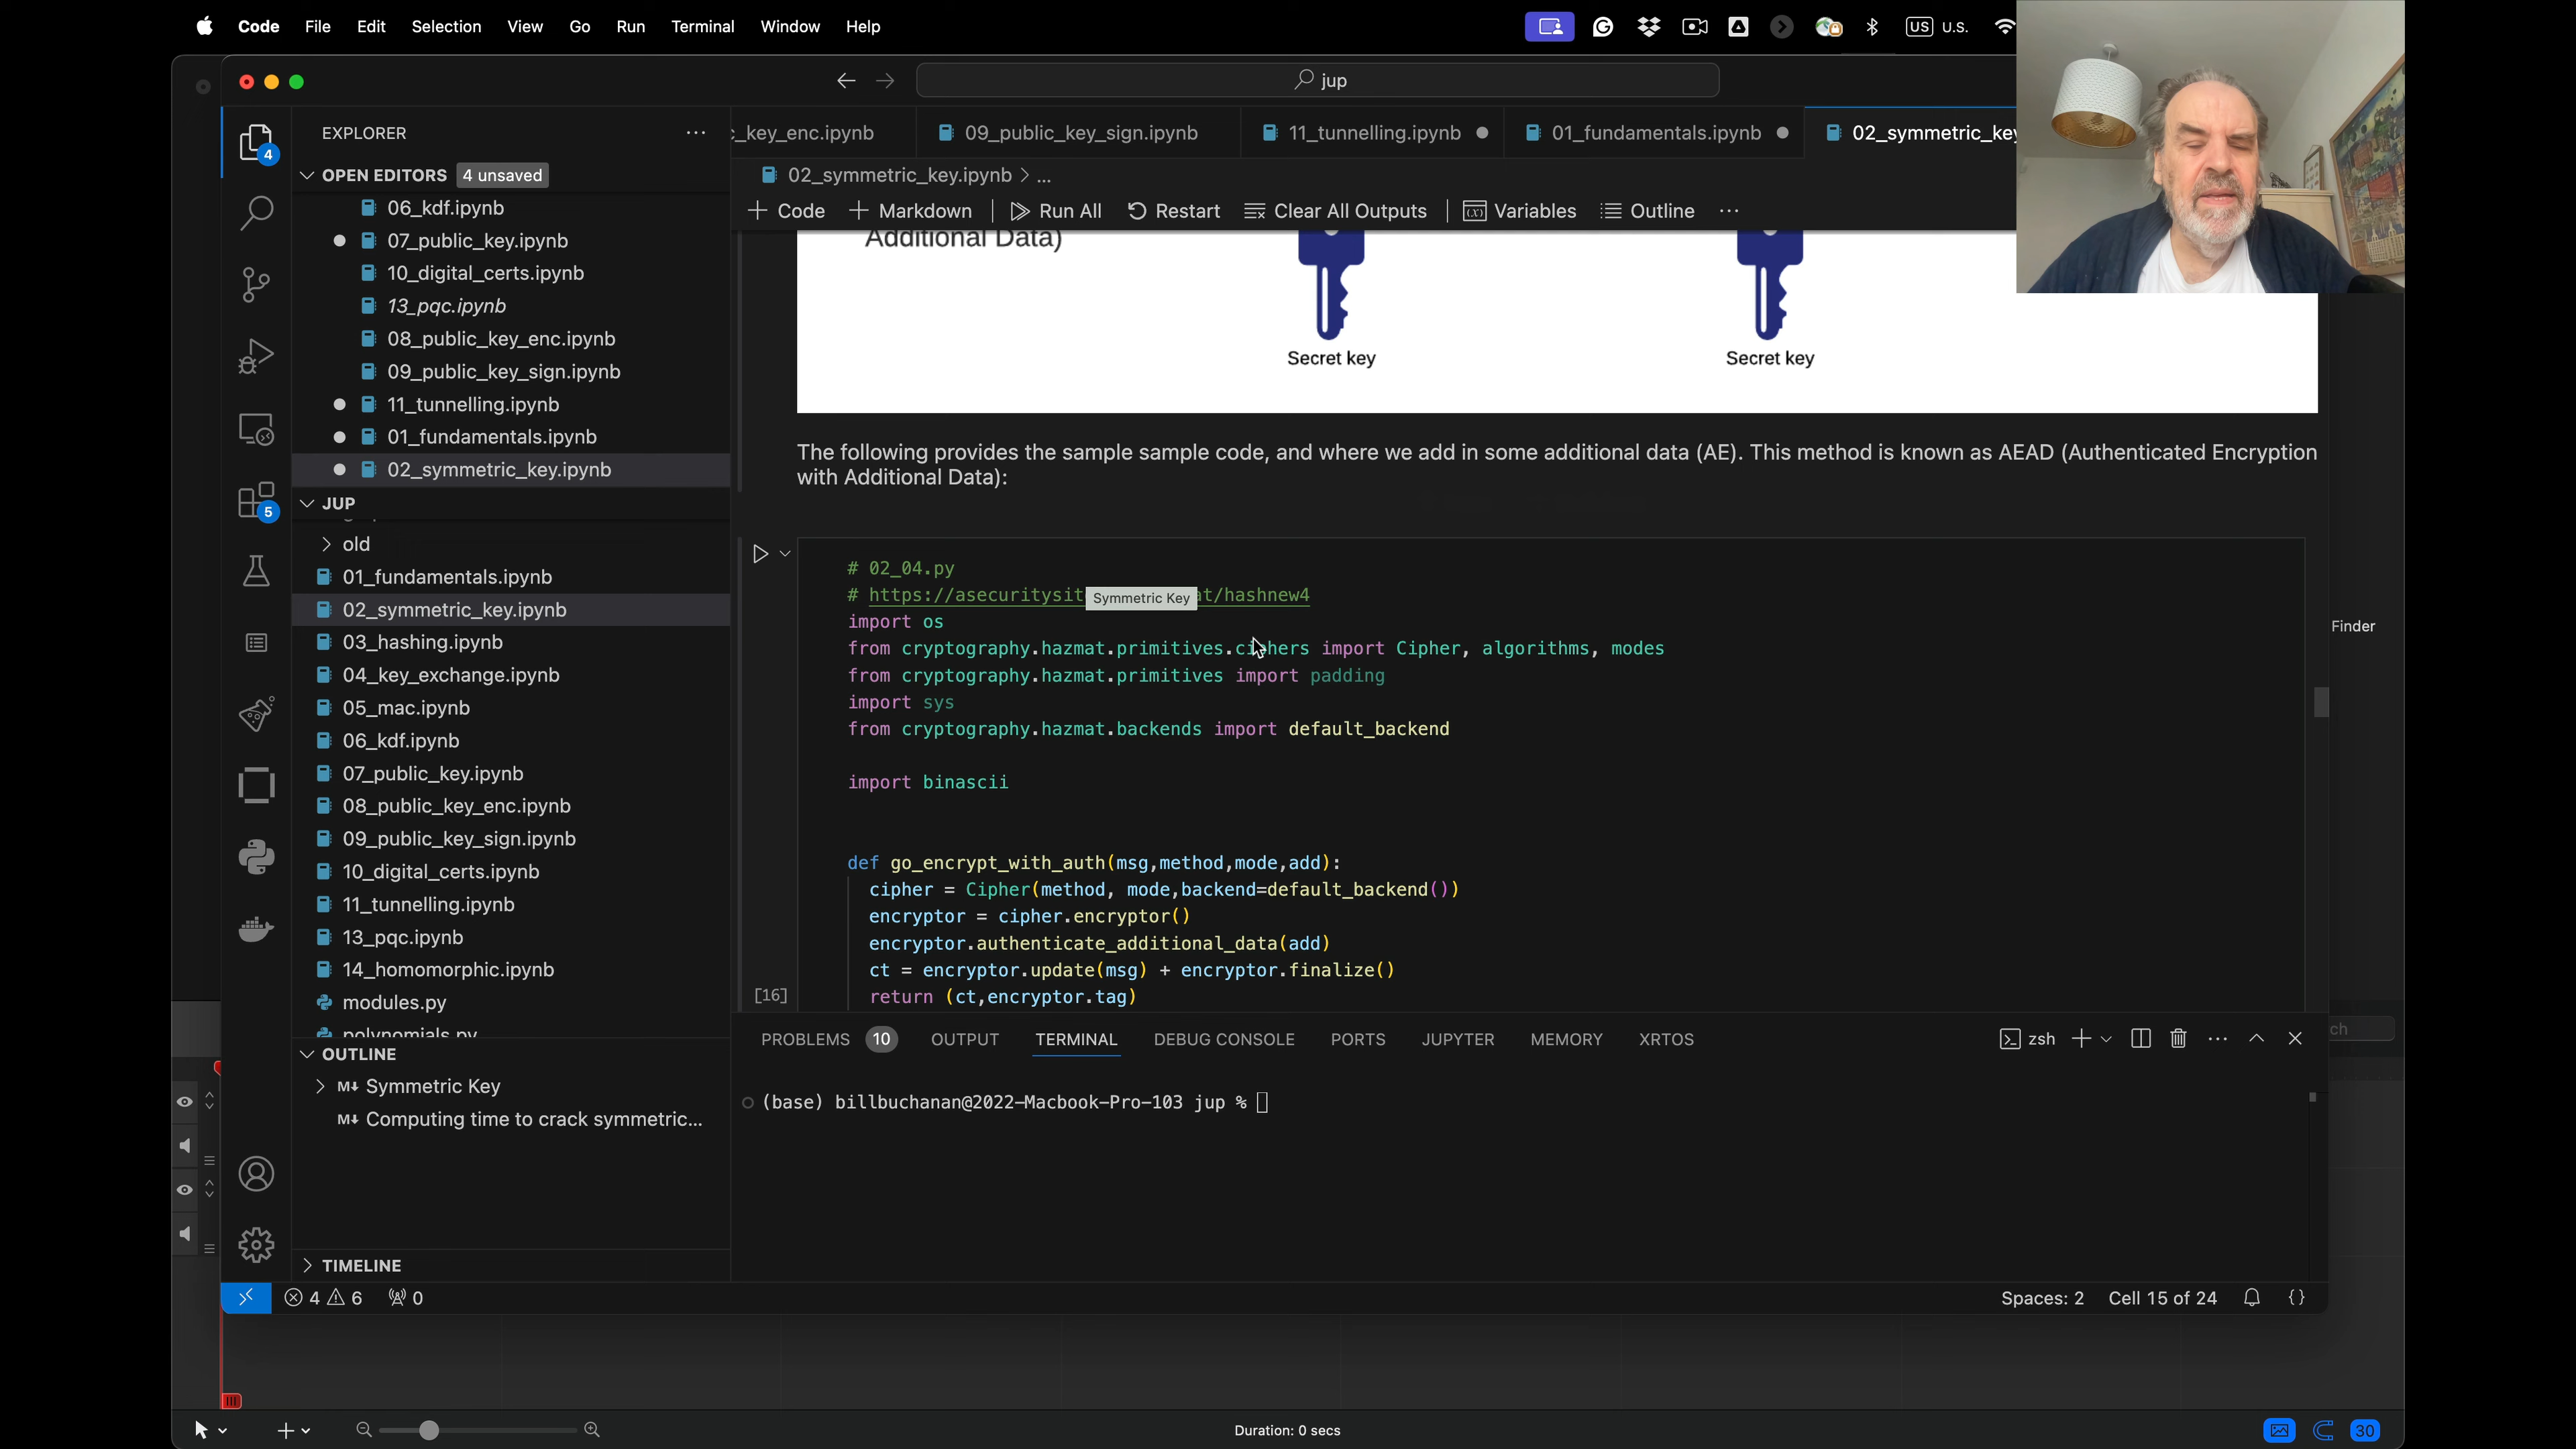 Code File Edit Selection View Go Run Terminal Window Help
US U.S.
jup
EXPLORER
4
OPEN EDITORS 4 unsaved
06_kdf.ipynb
07_public_key.ipynb
10_digital_certs.ipynb
13_pqc.ipynb
08_public_key_enc.ipynb
09_public_key_sign.ipynb
11_tunnelling.ipynb
01_fundamentals.ipynb
02_symmetric_key.ipynb
5
JUP
old
01_fundamentals.ipynb
02_symmetric_key.ipynb
03_hashing.ipynb
04_key_exchange.ipynb
05_mac.ipynb
06_kdf.ipynb
07_public_key.ipynb
08_public_key_enc.ipynb
09_public_key_sign.ipynb
10_digital_certs.ipynb
11_tunnelling.ipynb
13_pqc.ipynb
14_homomorphic.ipynb
modules.py
polynomials.py
OUTLINE
M↓ Symmetric Key
M↓ Computing time to crack symmetric...
TIMELINE
_key_enc.ipynb 09_public_key_sign.ipynb 11_tunnelling.ipynb 01_fundamentals.ipynb 02_symmetric_key
02_symmetric_key.ipynb > ...
+ Code + Markdown Run All Restart Clear All Outputs Variables Outline ...
Additional Data)
Secret key Secret key
The following provides the sample sample code, and where we add in some additional data (AE). This method is known as AEAD (Authenticated Encryption
with Additional Data):
# 02_04.py
# https://asecuritysit Symmetric Key at/hashnew4
import os
from cryptography.hazmat.primitives.ciphers import Cipher, algorithms, modes
from cryptography.hazmat.primitives import padding
import sys
from cryptography.hazmat.backends import default_backend
import binascii
def go_encrypt_with_auth(msg,method,mode,add):
cipher = Cipher(method, mode,backend=default_backend())
encryptor = cipher.encryptor()
encryptor.authenticate_additional_data(add)
ct = encryptor.update(msg) + encryptor.finalize()
[16] return (ct,encryptor.tag)
Finder
PROBLEMS 10 OUTPUT TERMINAL DEBUG CONSOLE PORTS JUPYTER MEMORY XRTOS zsh
ch
(base) billbuchanan@2022-Macbook-Pro-103 jup %
4 6 0
Spaces: 2 Cell 15 of 24 {}
Duration: 0 secs
30